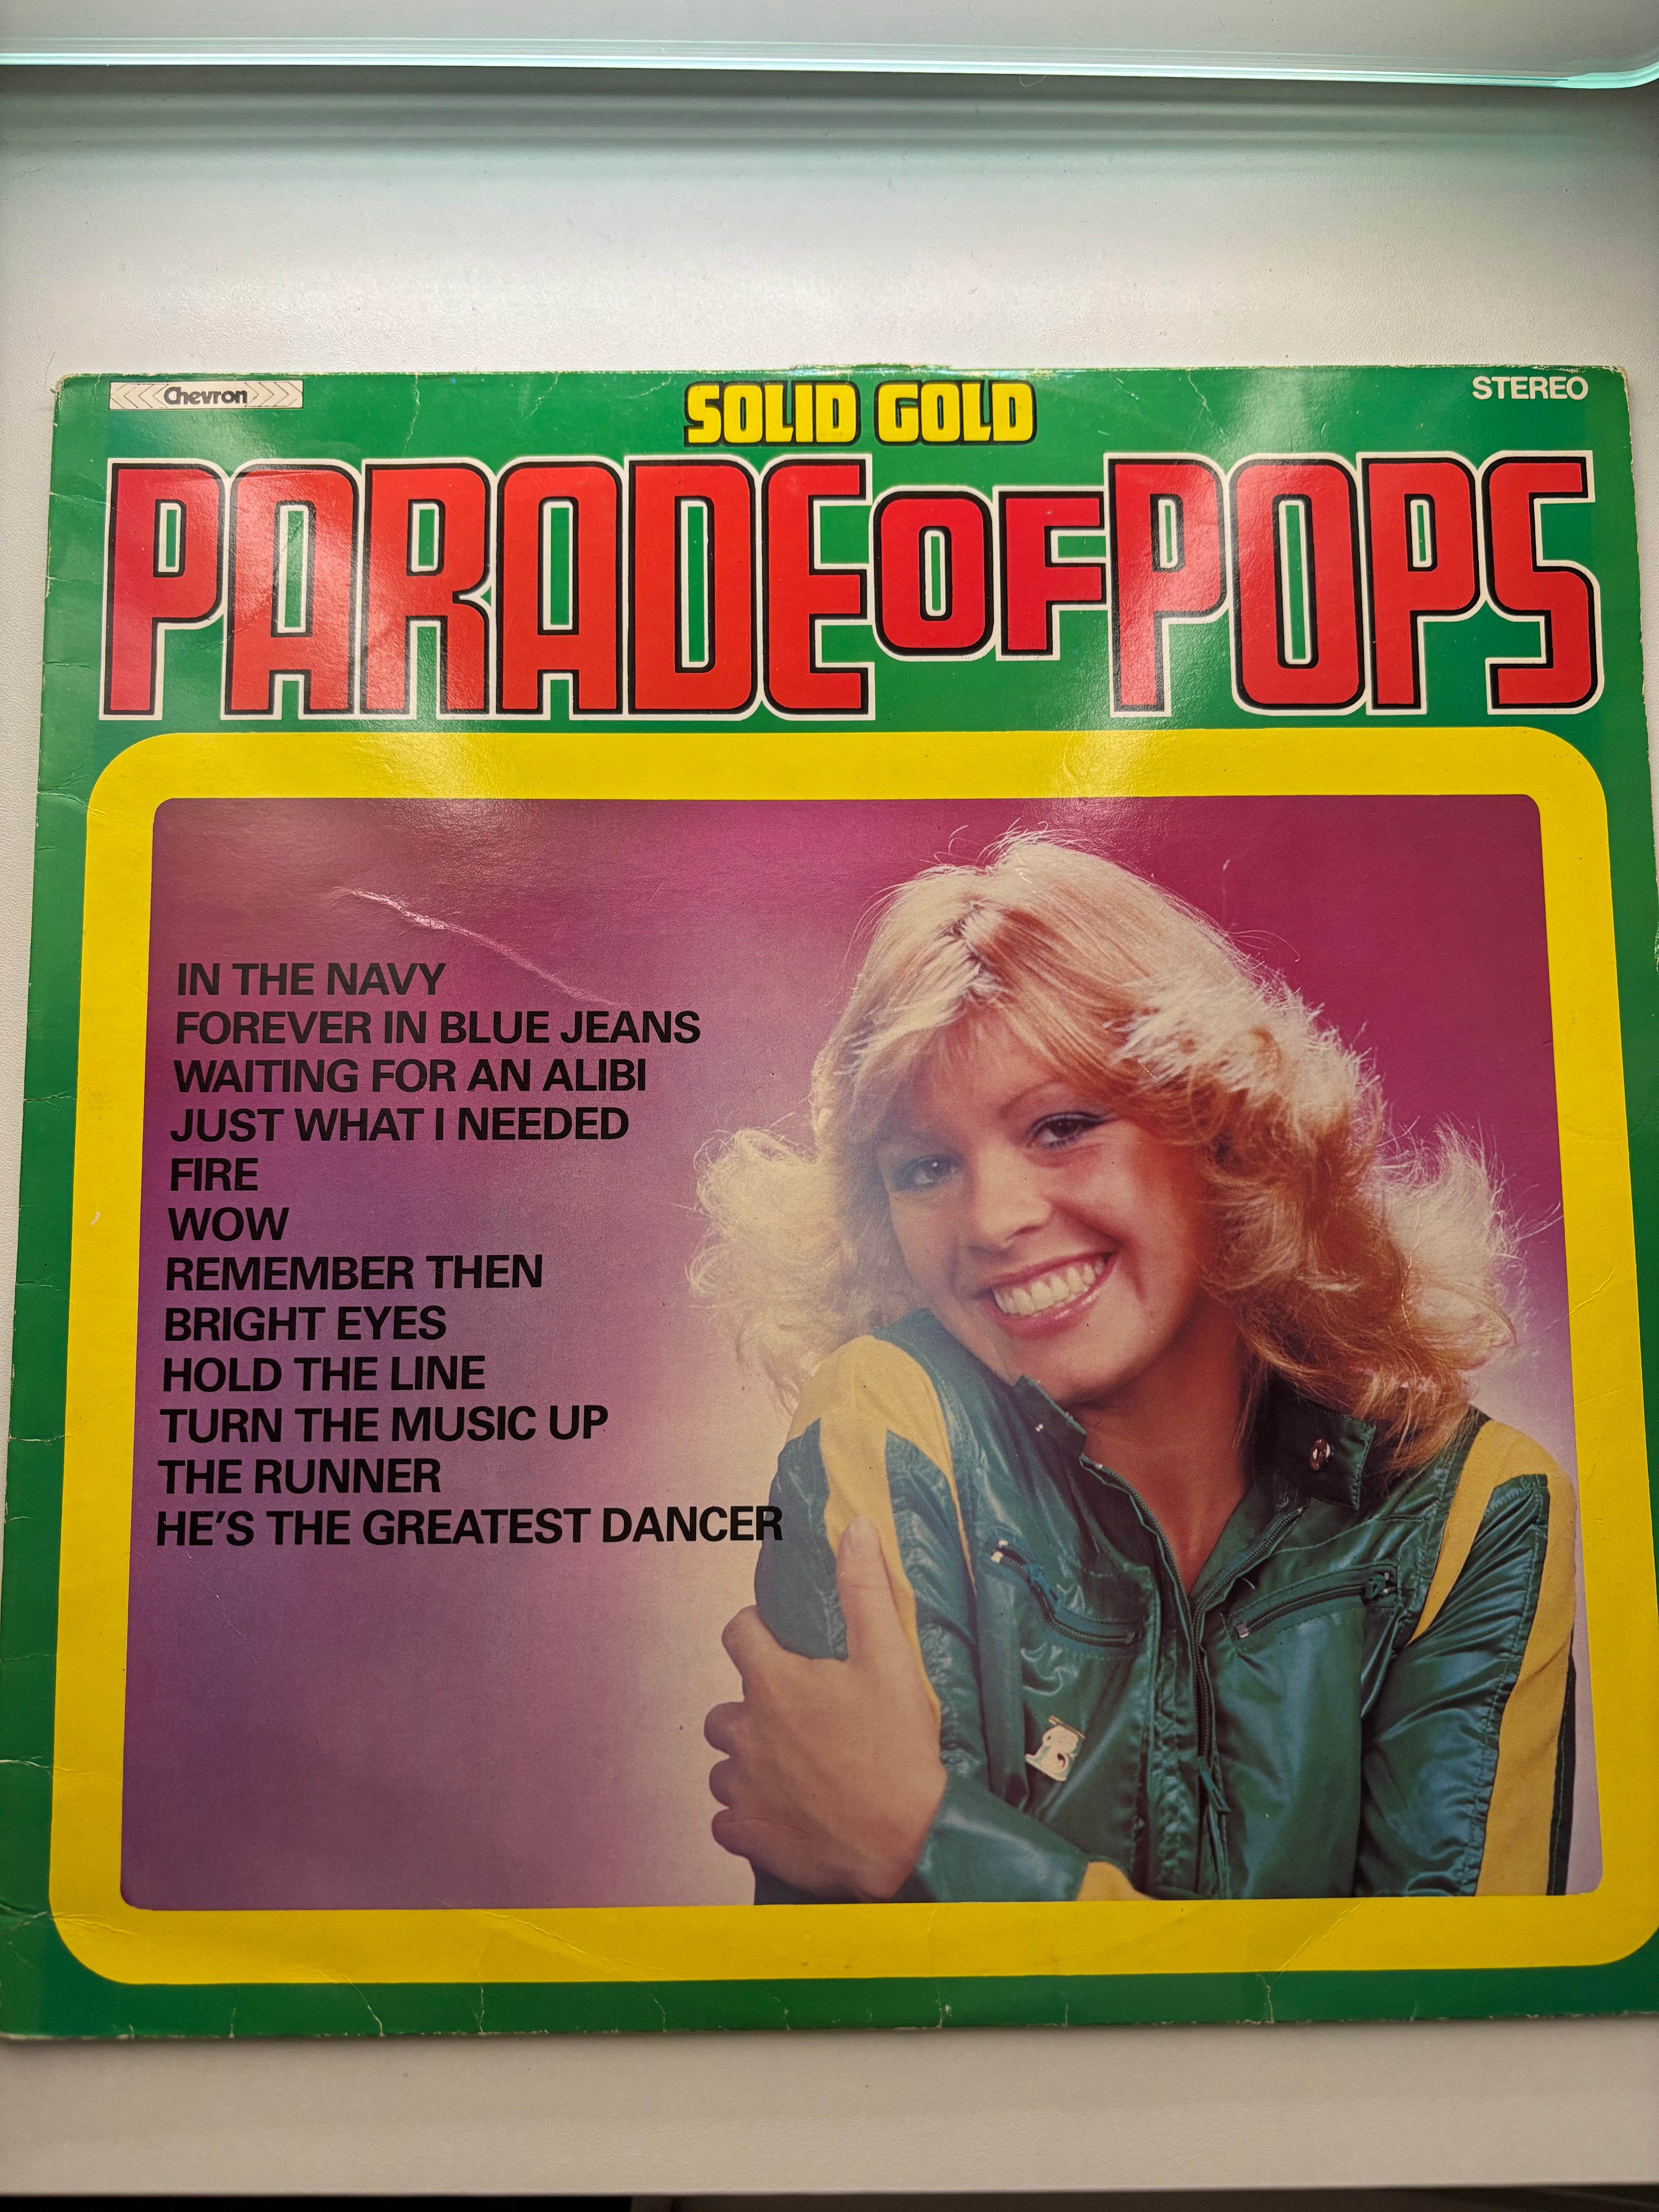 Chevron
SOLID GOLD
STEREO
PARADE OF POPS
IN THE NAVY
FOREVER IN BLUE JEANS
WAITING FOR AN ALIBI
JUST WHAT I NEEDED
FIRE
WOW
REMEMBER THEN
BRIGHT EYES
HOLD THE LINE
TURN THE MUSIC UP
THE RUNNER
HE'S THE GREATEST DANCER